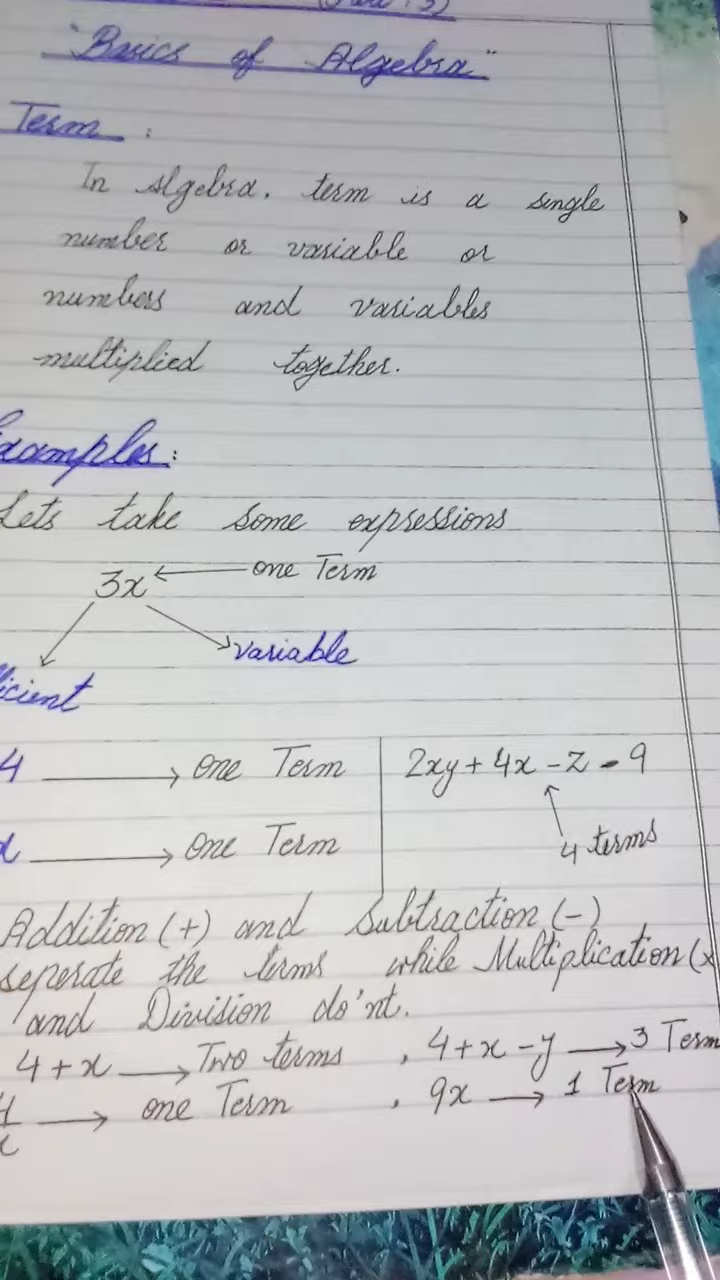 "Basics of Algebra"
Term :
In Algebra, term is a single
number or variable or
numbers and variables
multiplied together.
Examples:
Lets take some expressions
3x one Term
variable
icient
4 → one Term
2xy + 4x - z - 9
x → one Term
4 terms
Addition (+) and Subtraction (-)
seperate the terms while Multiplication (x
and Division do'nt.
4 + x → Two terms , 4 + x - y → 3 Term
4/x → one Term , 9x → 1 Term